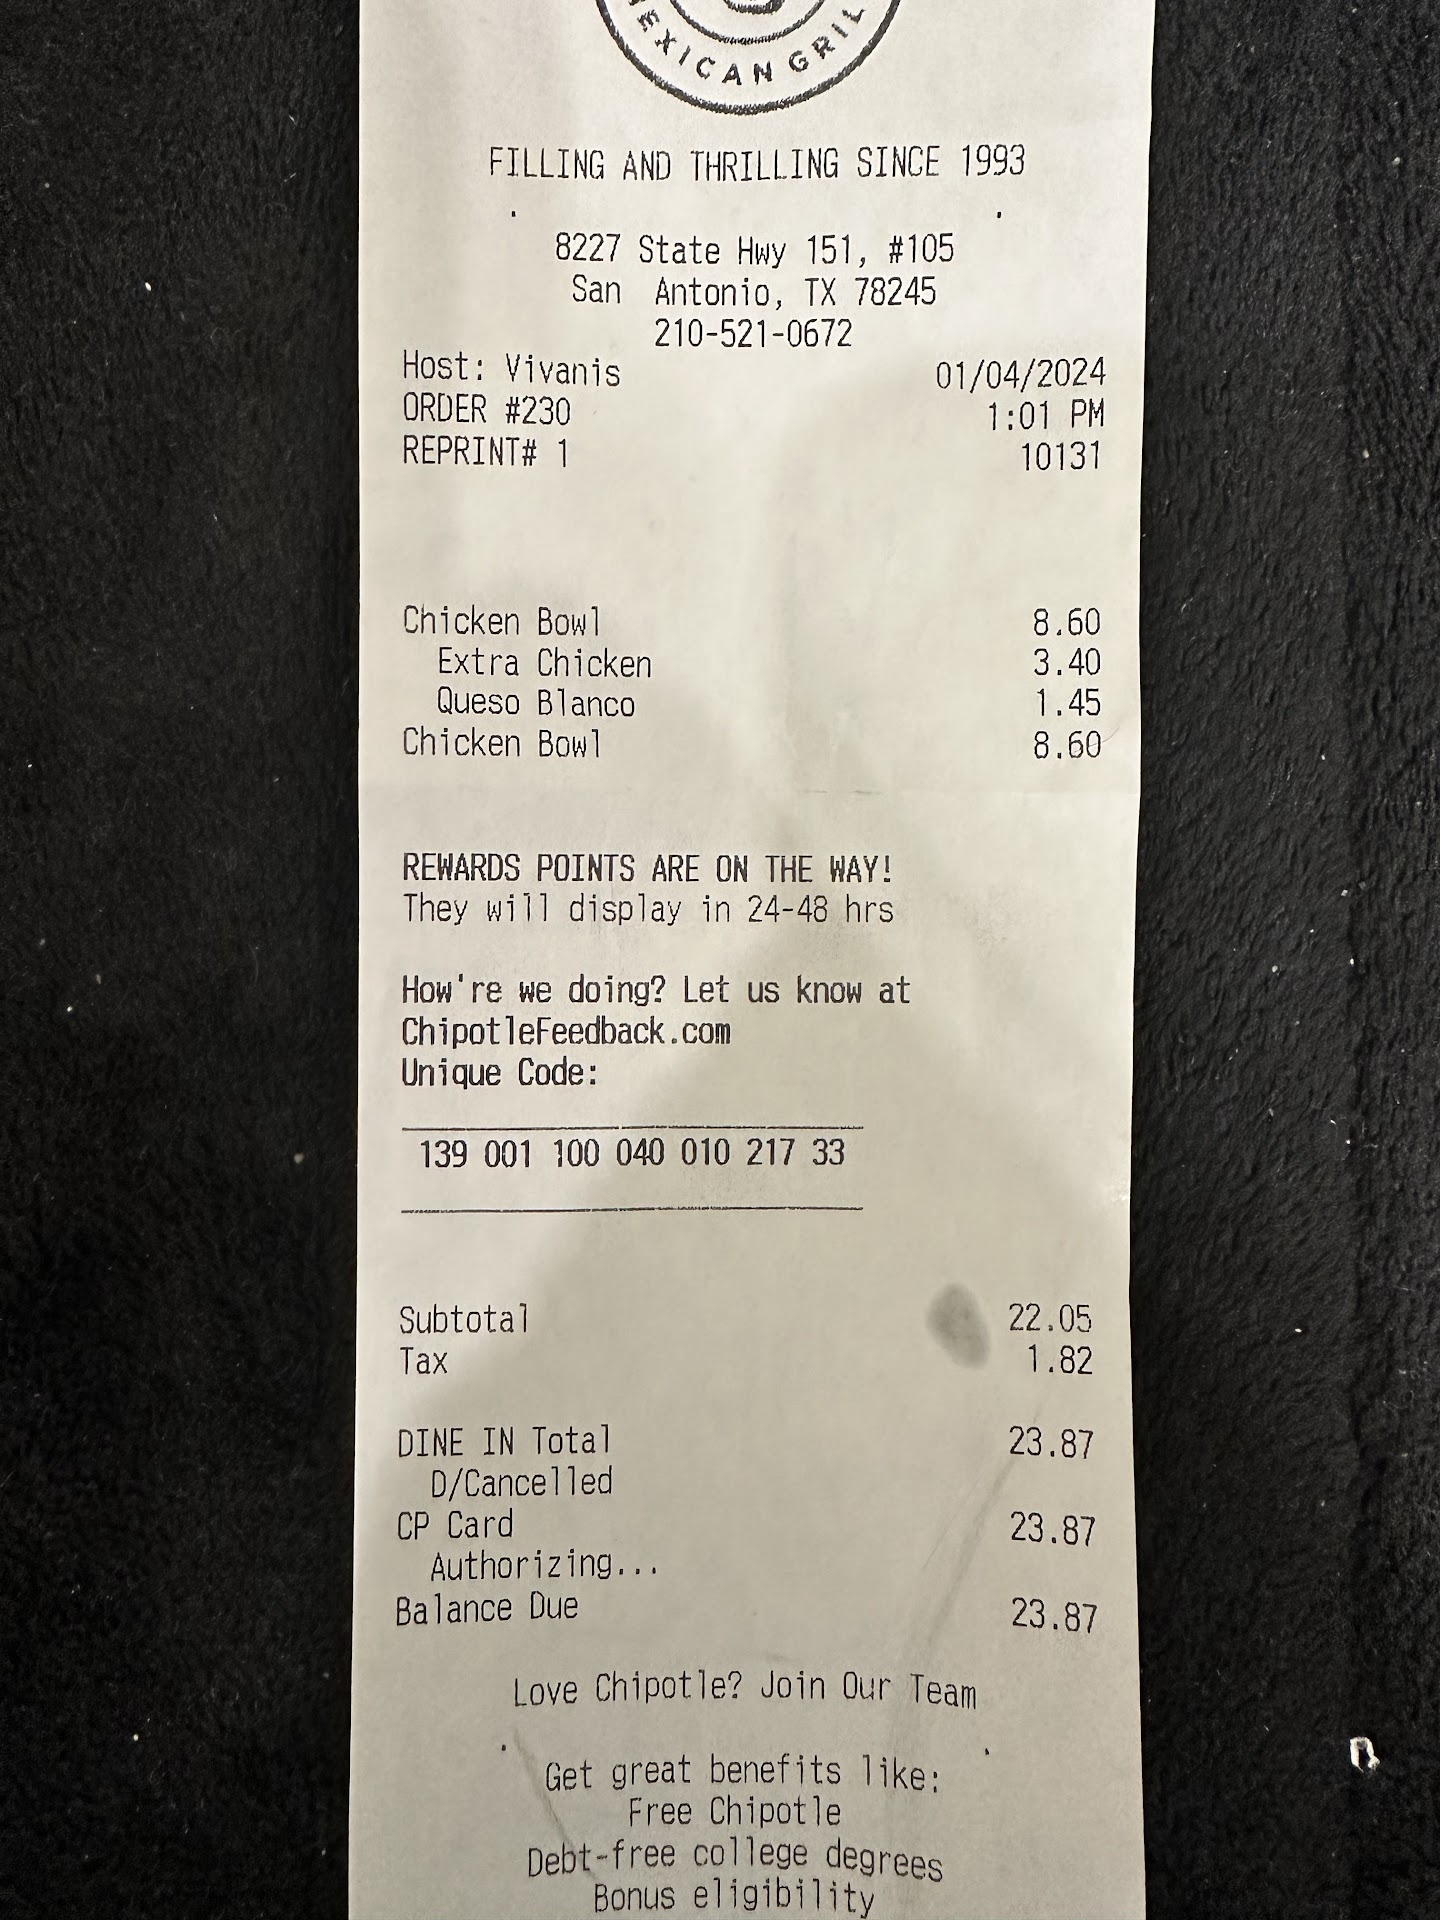 MEXICAN GRILL
FILLING AND THRILLING SINCE 1993
8227 State Hwy 151, #105
San Antonio, TX 78245
210-521-0672
Host: Vivanis 01/04/2024
ORDER #230 1:01 PM
REPRINT# 1 10131
Chicken Bowl 8.60
Extra Chicken 3.40
Queso Blanco 1.45
Chicken Bowl 8.60
REWARDS POINTS ARE ON THE WAY!
They will display in 24-48 hrs
How're we doing? Let us know at
ChipotleFeedback.com
Unique Code:
139 001 100 040 010 217 33
Subtotal 22.05
Tax 1.82
DINE IN Total 23.87
D/Cancelled
CP Card 23.87
Authorizing...
Balance Due 23.87
Love Chipotle? Join Our Team
Get great benefits like:
Free Chipotle
Debt-free college degrees
Bonus eligibility